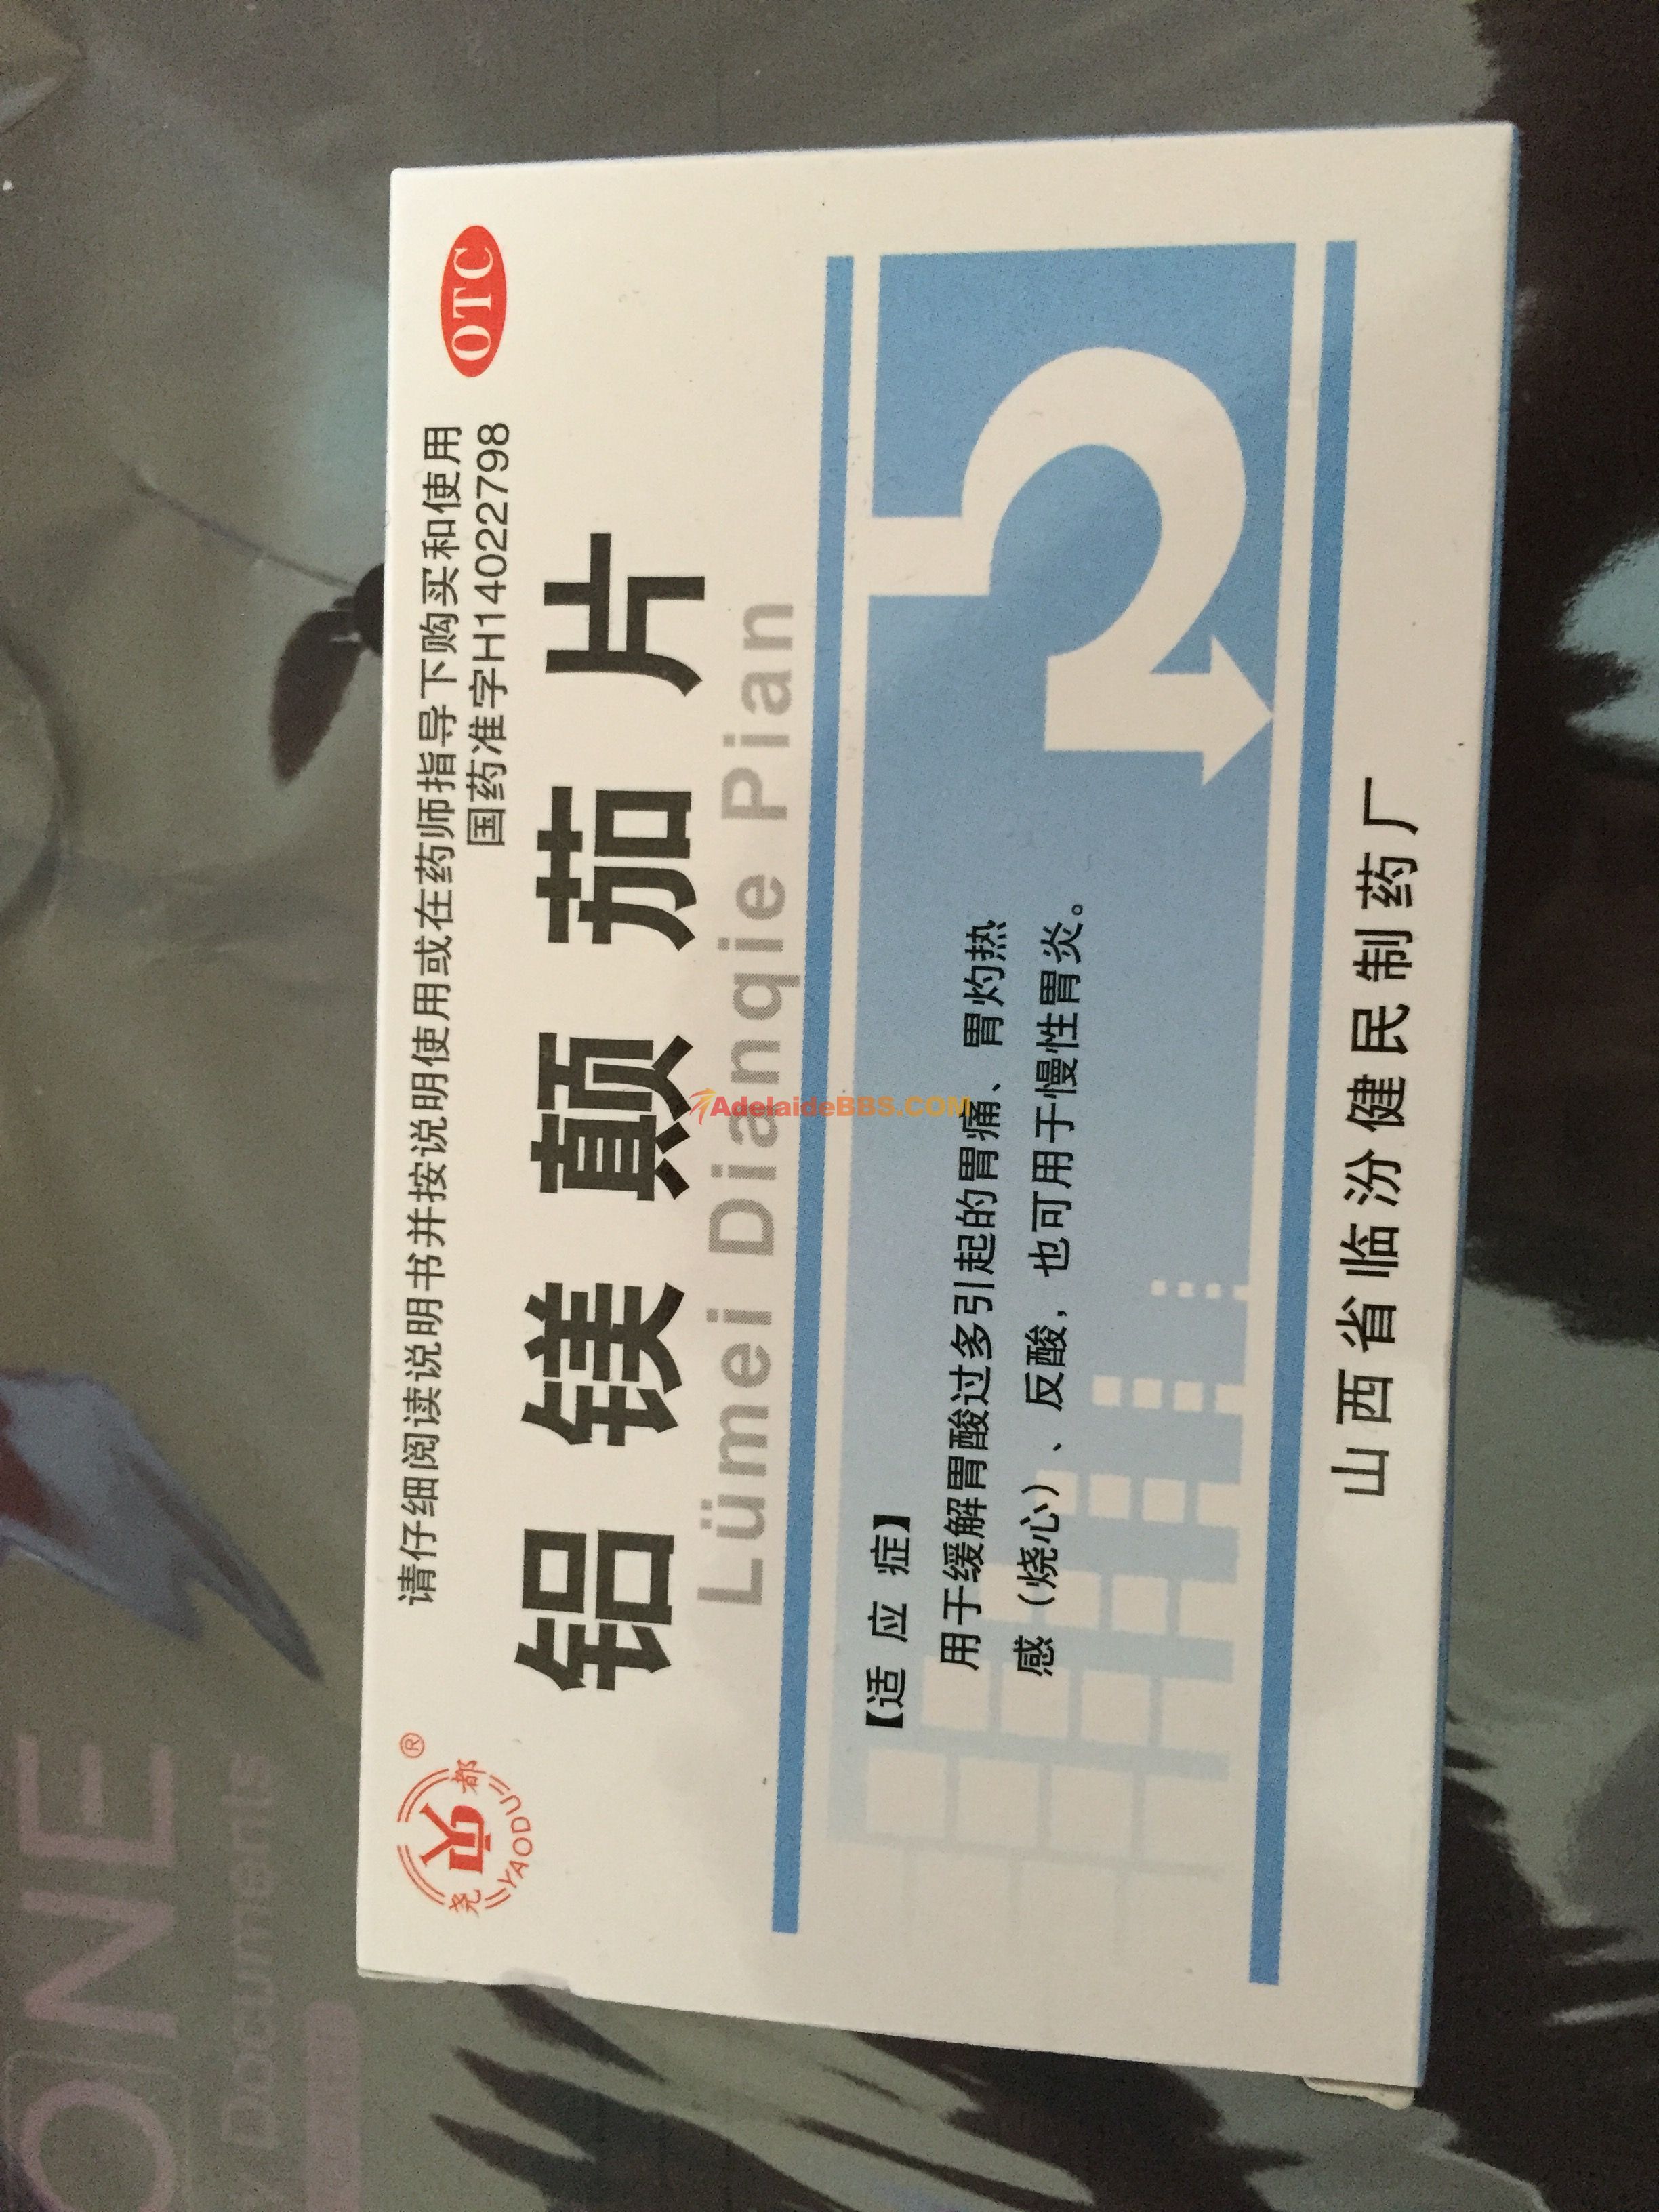 请仔细阅读说明书并按说明使用或在药师指导下购买和使用
国药准字H14022798
OTC
尧都
YAODU
®
铝镁颠茄片
Lümei Dianqie Pian
AdelaideBBS.COM
【适应症】
用于缓解胃酸过多引起的胃痛、胃灼热
感（烧心）、反酸，也可用于慢性胃炎。
山西省临汾健民制药厂
ONE
Documents